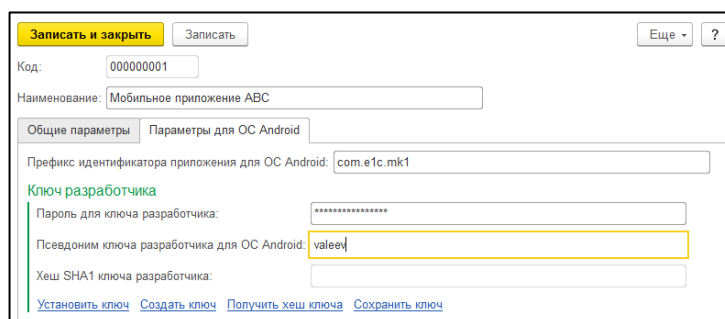 Записать и закрыть Записать Еще ?
Код: 000000001
Наименование: Мобильное приложение ABC
Общие параметры Параметры для ОС Android
Префикс идентификатора приложения для ОС Android: com.e1c.mk1
Ключ разработчика
Пароль для ключа разработчика: ****************
Псевдоним ключа разработчика для ОС Android: valeev
Хеш SHA1 ключа разработчика:
Установить ключ Создать ключ Получить хеш ключа Сохранить ключ